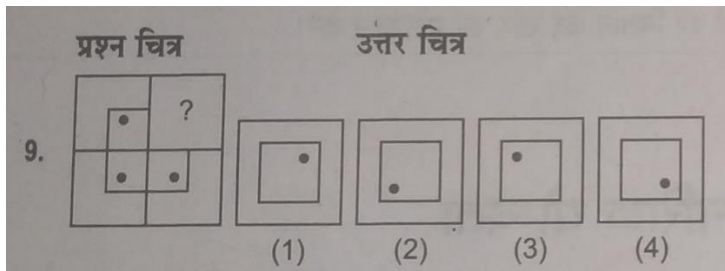 प्रश्न चित्र उत्तर चित्र
?
9.
(1) (2) (3) (4)